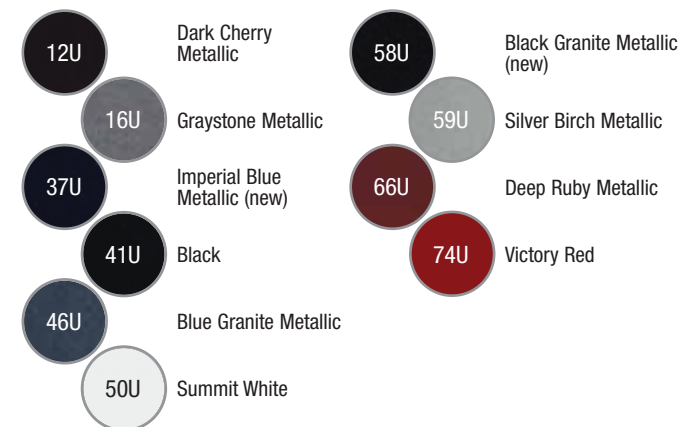 12U
Dark Cherry
Metallic
16U
Graystone Metallic
37U
Imperial Blue
Metallic (new)
41U
Black
46U
Blue Granite Metallic
50U
Summit White
58U
Black Granite Metallic
(new)
59U
Silver Birch Metallic
66U
Deep Ruby Metallic
74U
Victory Red